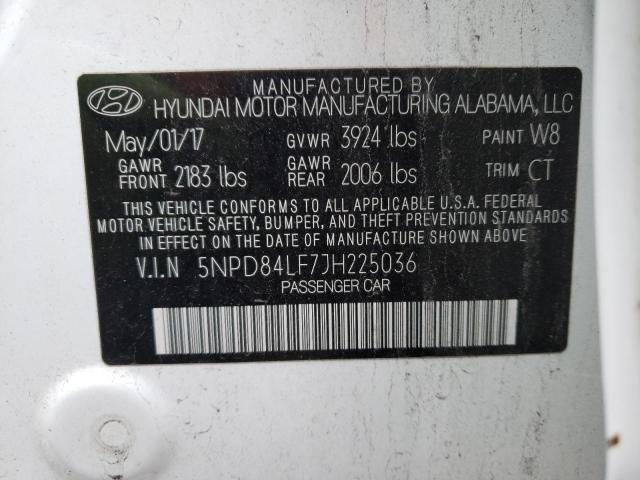 MANUFACTURED BY
HYUNDAI MOTOR MANUFACTURING ALABAMA, LLC
May/01/17 GVWR 3924 lbs PAINT W8
GAWR FRONT 2183 lbs GAWR REAR 2006 lbs TRIM CT
THIS VEHICLE CONFORMS TO ALL APPLICABLE U.S.A. FEDERAL
MOTOR VEHICLE SAFETY, BUMPER, AND THEFT PREVENTION STANDARDS
IN EFFECT ON THE DATE OF MANUFACTURE SHOWN ABOVE.
V.I.N 5NPD84LF7JH225036
PASSENGER CAR